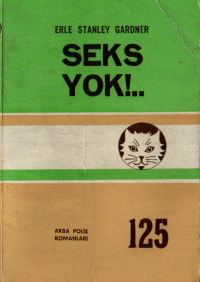 ERLE STANLEY GARDNER
SEKS
YOK!..
AKBA POLİS
ROMANLARI
125